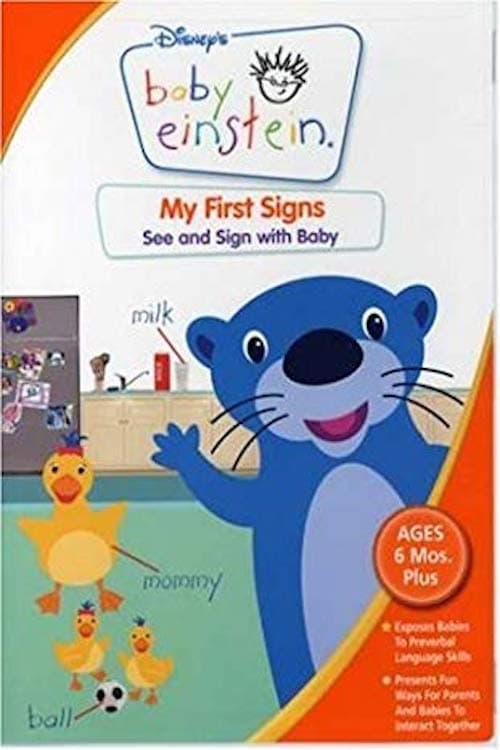 Disney's
baby
einstein.
My First Signs
See and Sign with Baby
milk
mommy
ball
AGES
6 Mos.
Plus
Exposes Babies
To Preverbal
Language Skills
Presents Fun
Ways For Parents
And Babies To
Interact Together